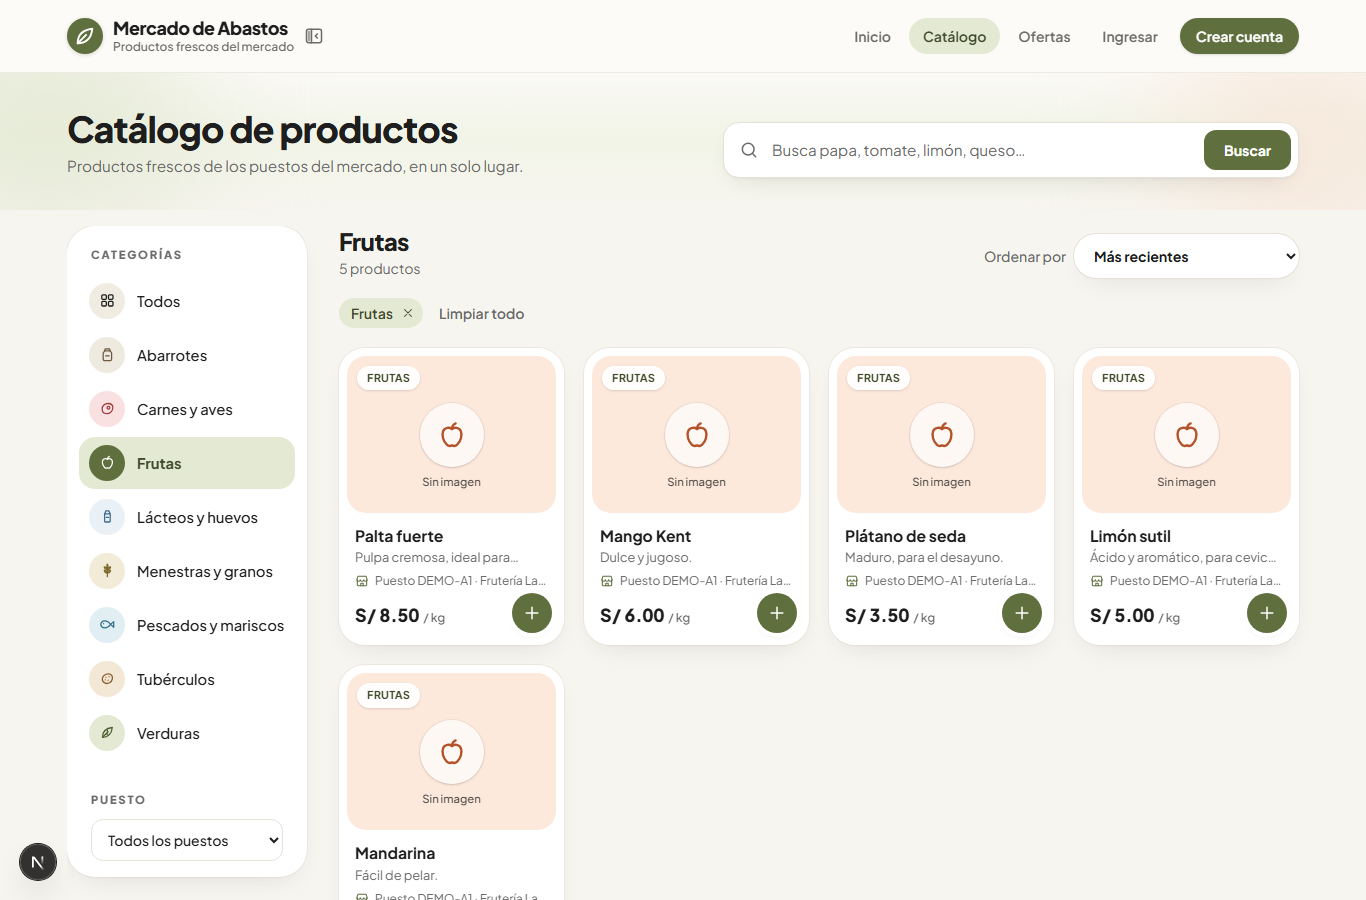 Mercado de Abastos
Productos frescos del mercado
Inicio
Catálogo
Ofertas
Ingresar
Crear cuenta
Catálogo de productos
Productos frescos de los puestos del mercado, en un solo lugar.
Busca papa, tomate, limón, queso...
Buscar
CATEGORÍAS
Todos
Abarrotes
Carnes y aves
Frutas
Lácteos y huevos
Menestras y granos
Pescados y mariscos
Tubérculos
Verduras
PUESTO
Todos los puestos
N
Frutas
5 productos
Ordenar por
Más recientes
Frutas
Limpiar todo
FRUTAS
Sin imagen
Palta fuerte
Pulpa cremosa, ideal para...
Puesto DEMO-A1 · Frutería La...
S/ 8.50 / kg
FRUTAS
Sin imagen
Mango Kent
Dulce y jugoso.
Puesto DEMO-A1 · Frutería La...
S/ 6.00 / kg
FRUTAS
Sin imagen
Plátano de seda
Maduro, para el desayuno.
Puesto DEMO-A1 · Frutería La...
S/ 3.50 / kg
FRUTAS
Sin imagen
Limón sutil
Ácido y aromático, para cevic...
Puesto DEMO-A1 · Frutería La...
S/ 5.00 / kg
FRUTAS
Sin imagen
Mandarina
Fácil de pelar.
Puesto DEMO-A1 · Frutería La...